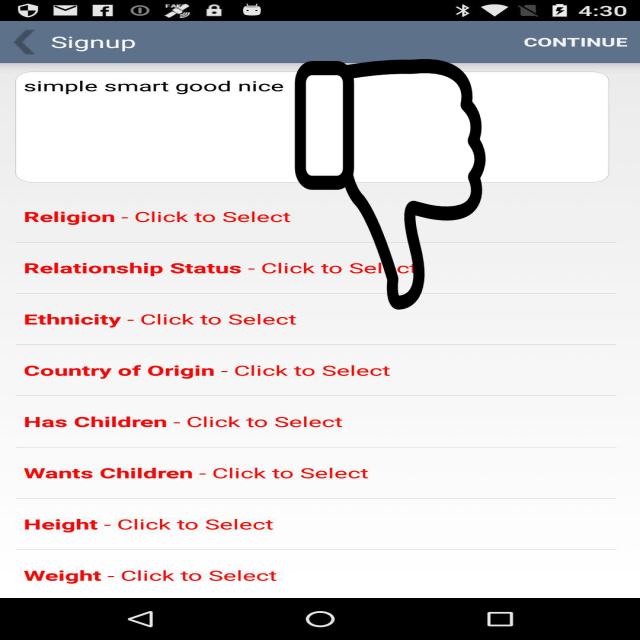 4:30
Signup
CONTINUE
simple smart good nice
Religion - Click to Select
Relationship Status - Click to Select
Ethnicity - Click to Select
Country of Origin - Click to Select
Has Children - Click to Select
Wants Children - Click to Select
Height - Click to Select
Weight - Click to Select